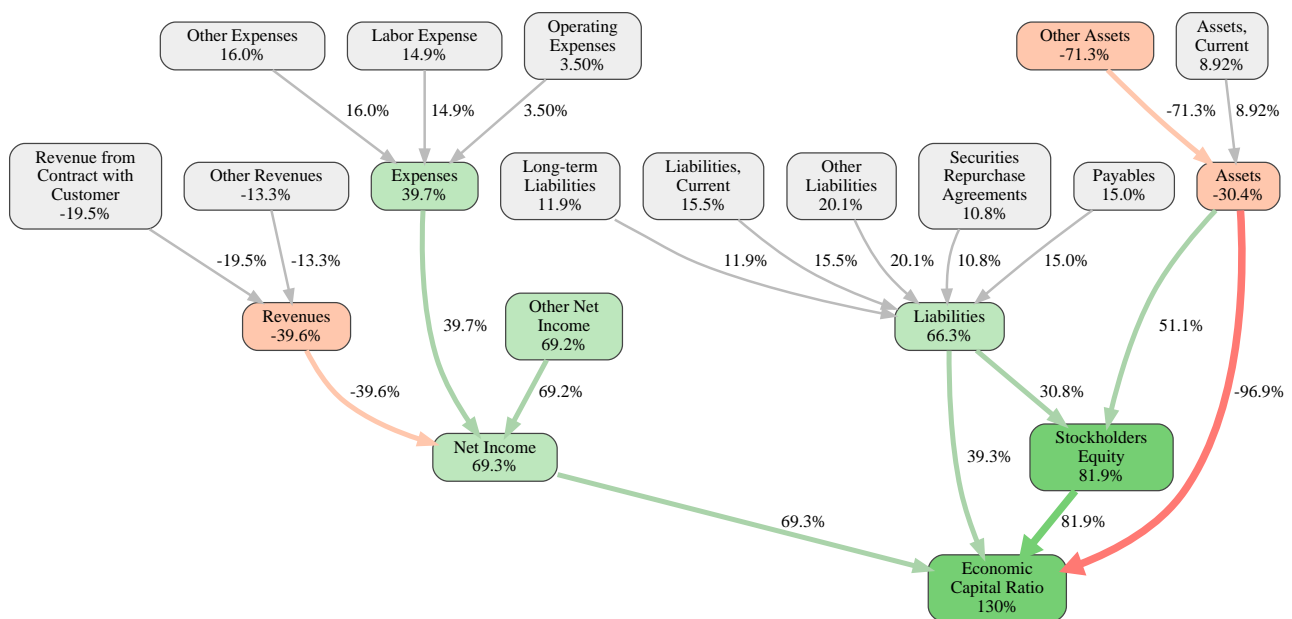 Other Expenses
16.0%
Labor Expense
14.9%
Operating
Expenses
3.50%
Other Assets
-71.3%
Assets,
Current
8.92%
16.0%
14.9%
3.50%
-71.3%
8.92%
Revenue from
Contract with
Customer
-19.5%
Other Revenues
-13.3%
Expenses
39.7%
Long-term
Liabilities
11.9%
Liabilities,
Current
15.5%
Other
Liabilities
20.1%
Securities
Repurchase
Agreements
10.8%
Payables
15.0%
Assets
-30.4%
-19.5%
-13.3%
11.9%
15.5%
20.1%
10.8%
15.0%
Revenues
-39.6%
39.7%
Other Net
Income
69.2%
Liabilities
66.3%
51.1%
-39.6%
69.2%
30.8%
-96.9%
Net Income
69.3%
39.3%
Stockholders
Equity
81.9%
69.3%
81.9%
Economic
Capital Ratio
130%